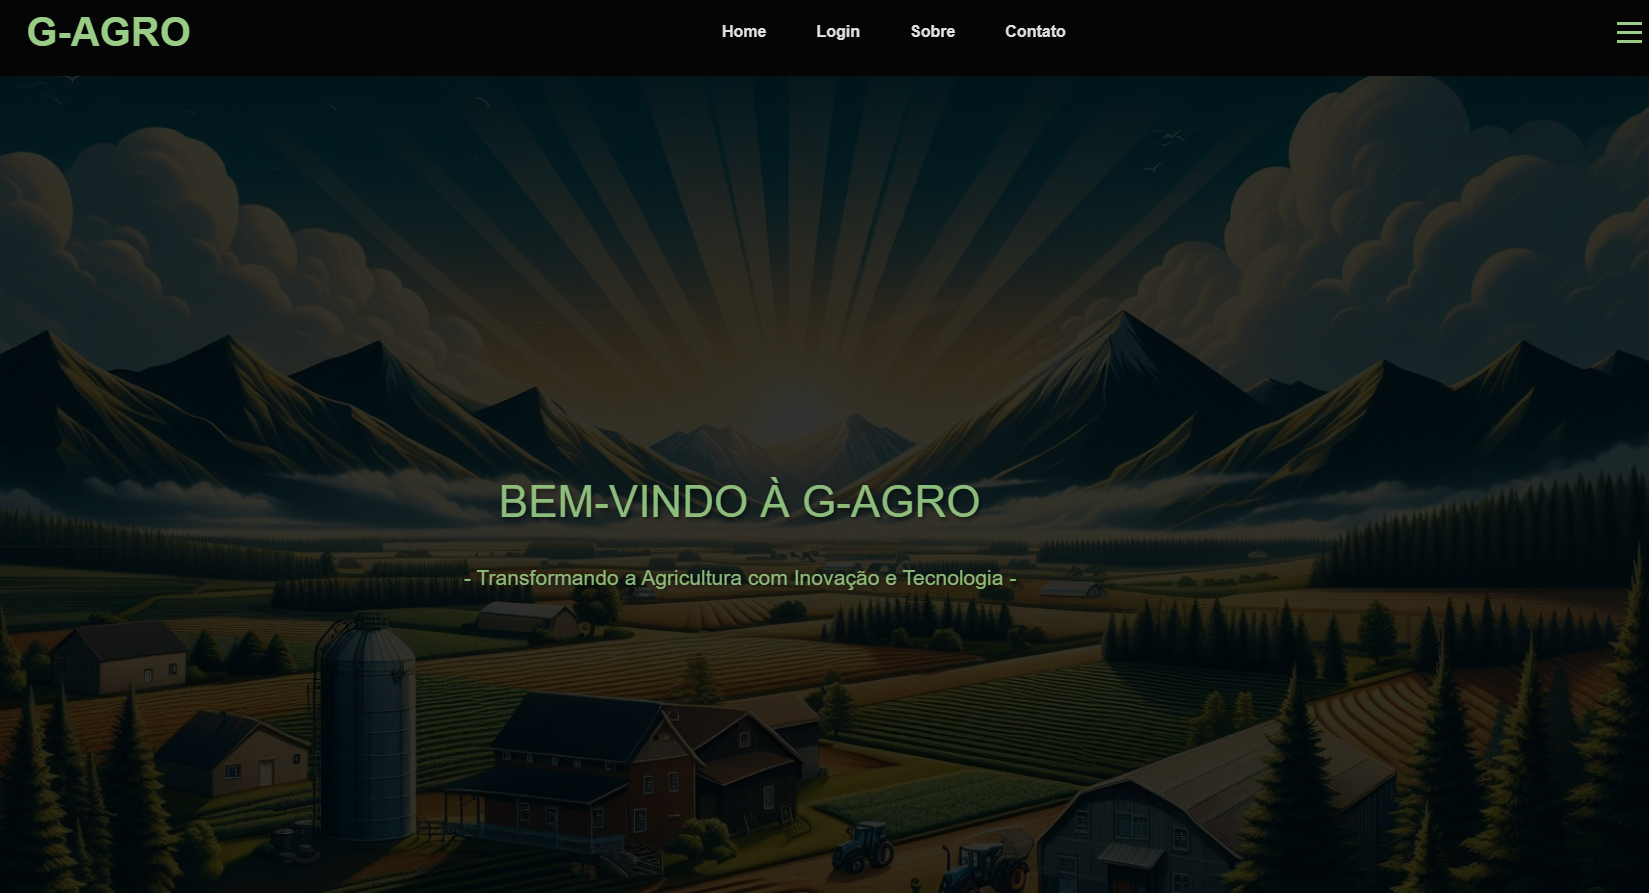 G-AGRO
Home Login Sobre Contato
BEM-VINDO À G-AGRO
- Transformando a Agricultura com Inovação e Tecnologia -